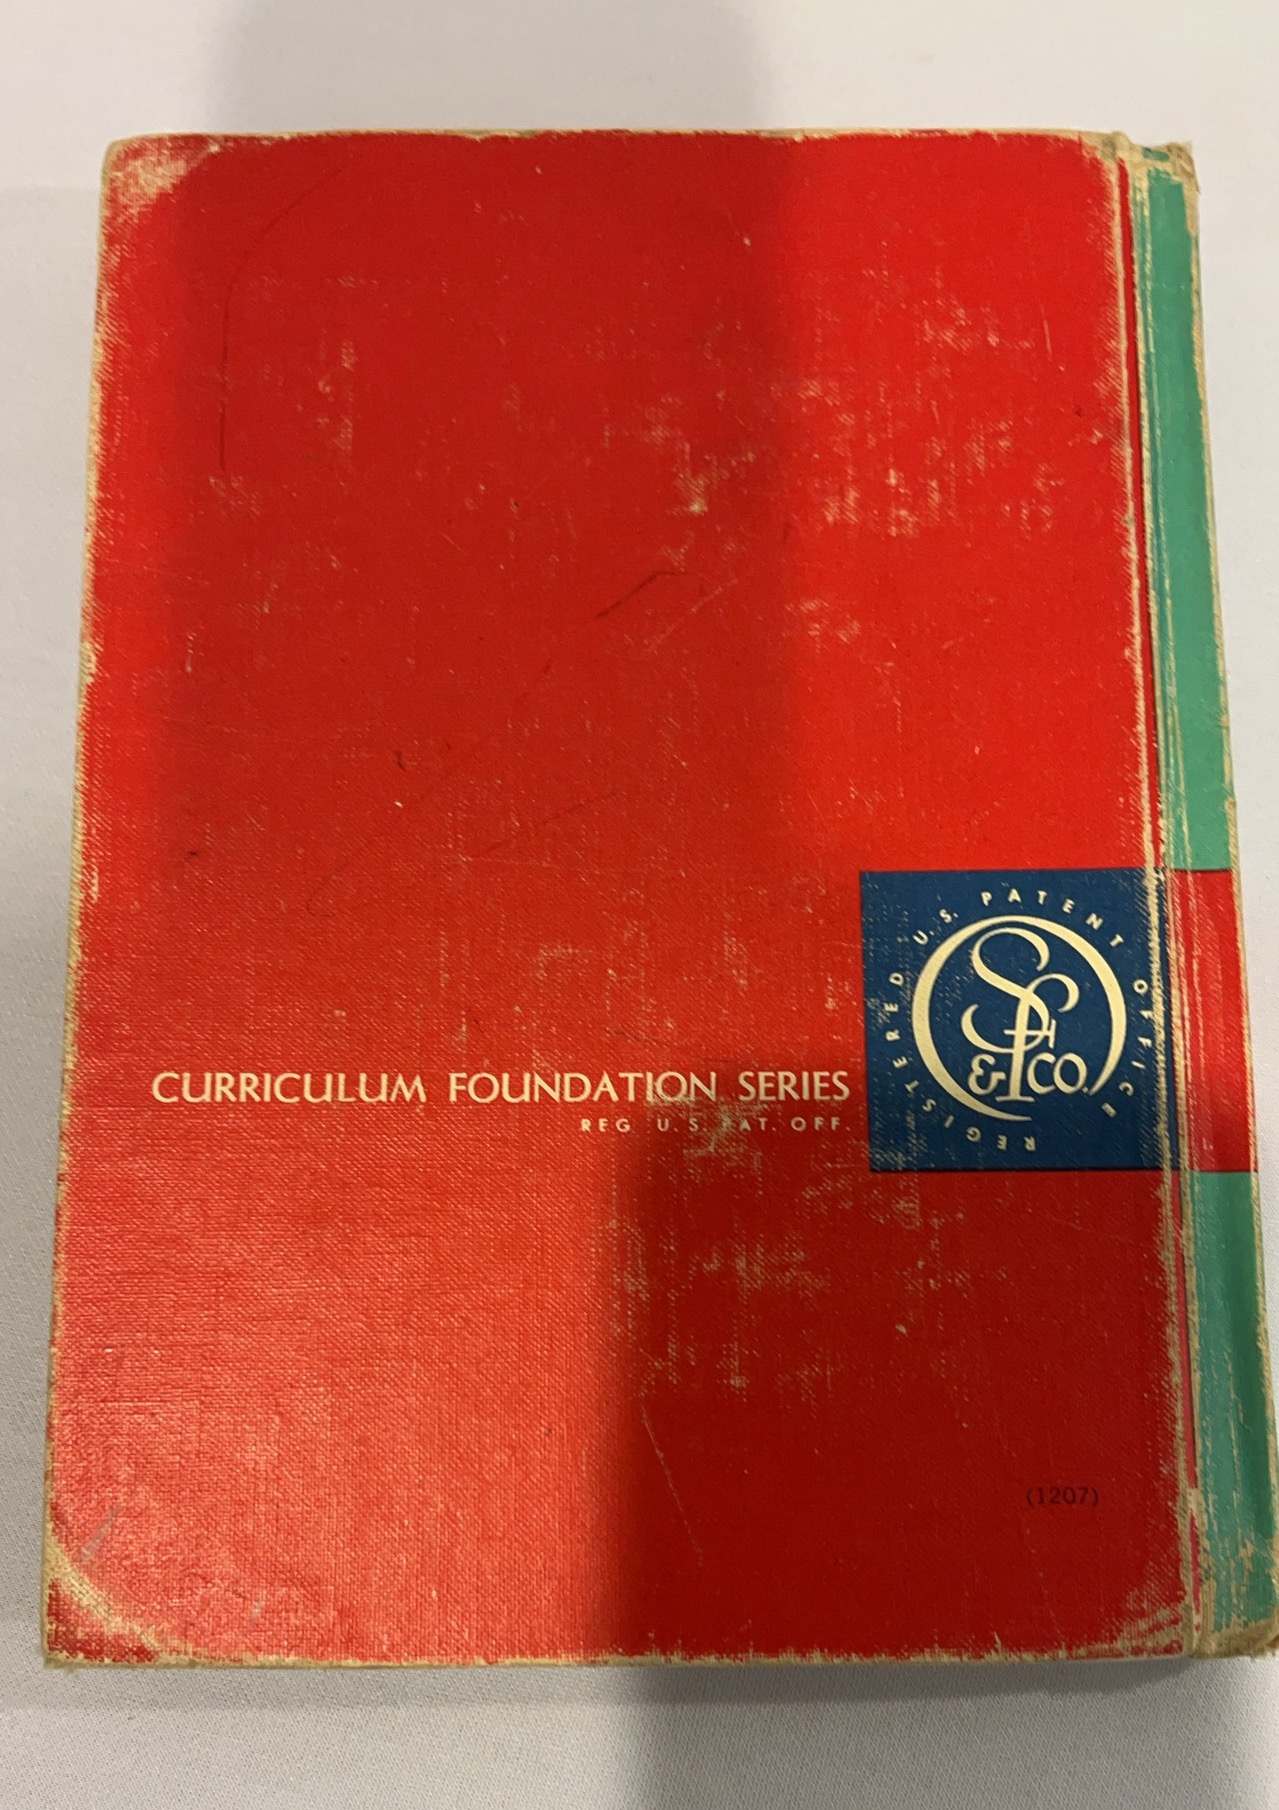 REGISTERED U.S. PATENT OFFICE
SF & CO.
CURRICULUM FOUNDATION SERIES
REG. U. S. PAT. OFF.
(1207)